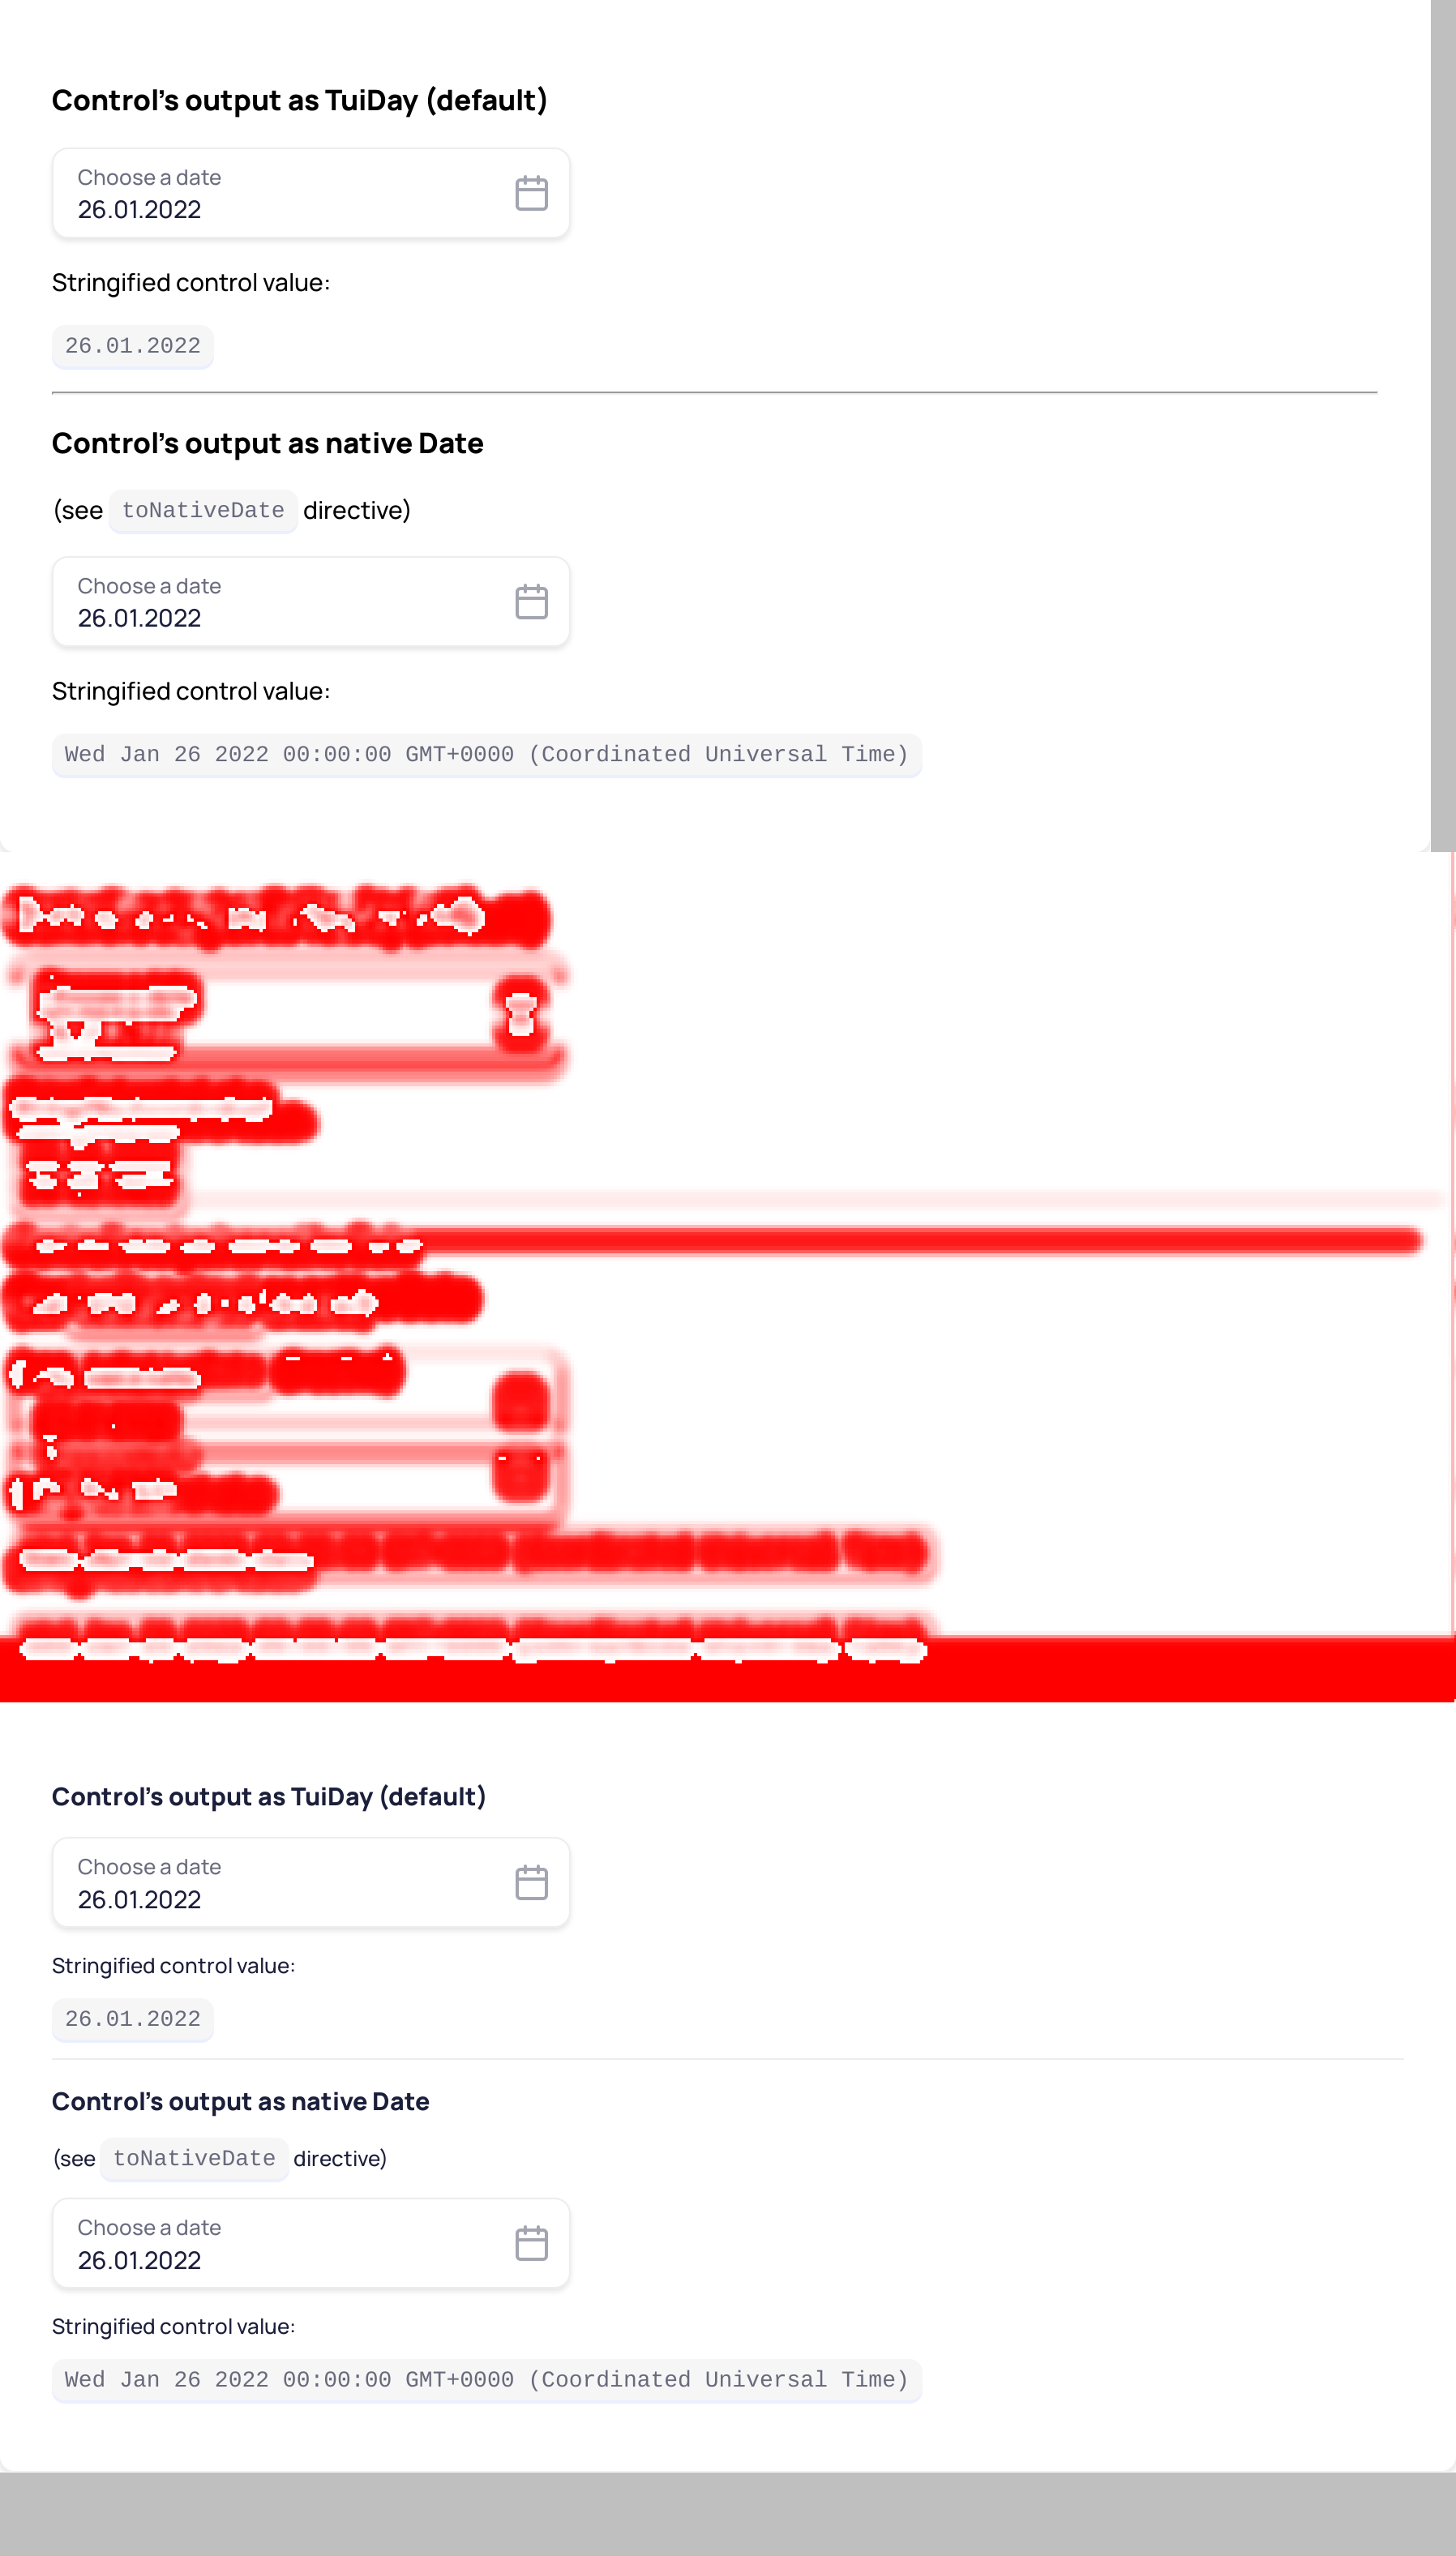 Control's output as TuiDay (default)
Choose a date
26.01.2022
Stringified control value:
26.01.2022
Control's output as native Date
(see toNativeDate directive)
Choose a date
26.01.2022
Stringified control value:
Wed Jan 26 2022 00:00:00 GMT+0000 (Coordinated Universal Time)
Control's output as TuiDay (default)
Choose a date
26.01.2022
Stringified control value:
26.01.2022
Control's output as native Date
(see toNativeDate directive)
Choose a date
26.01.2022
Stringified control value:
Wed Jan 26 2022 00:00:00 GMT+0000 (Coordinated Universal Time)